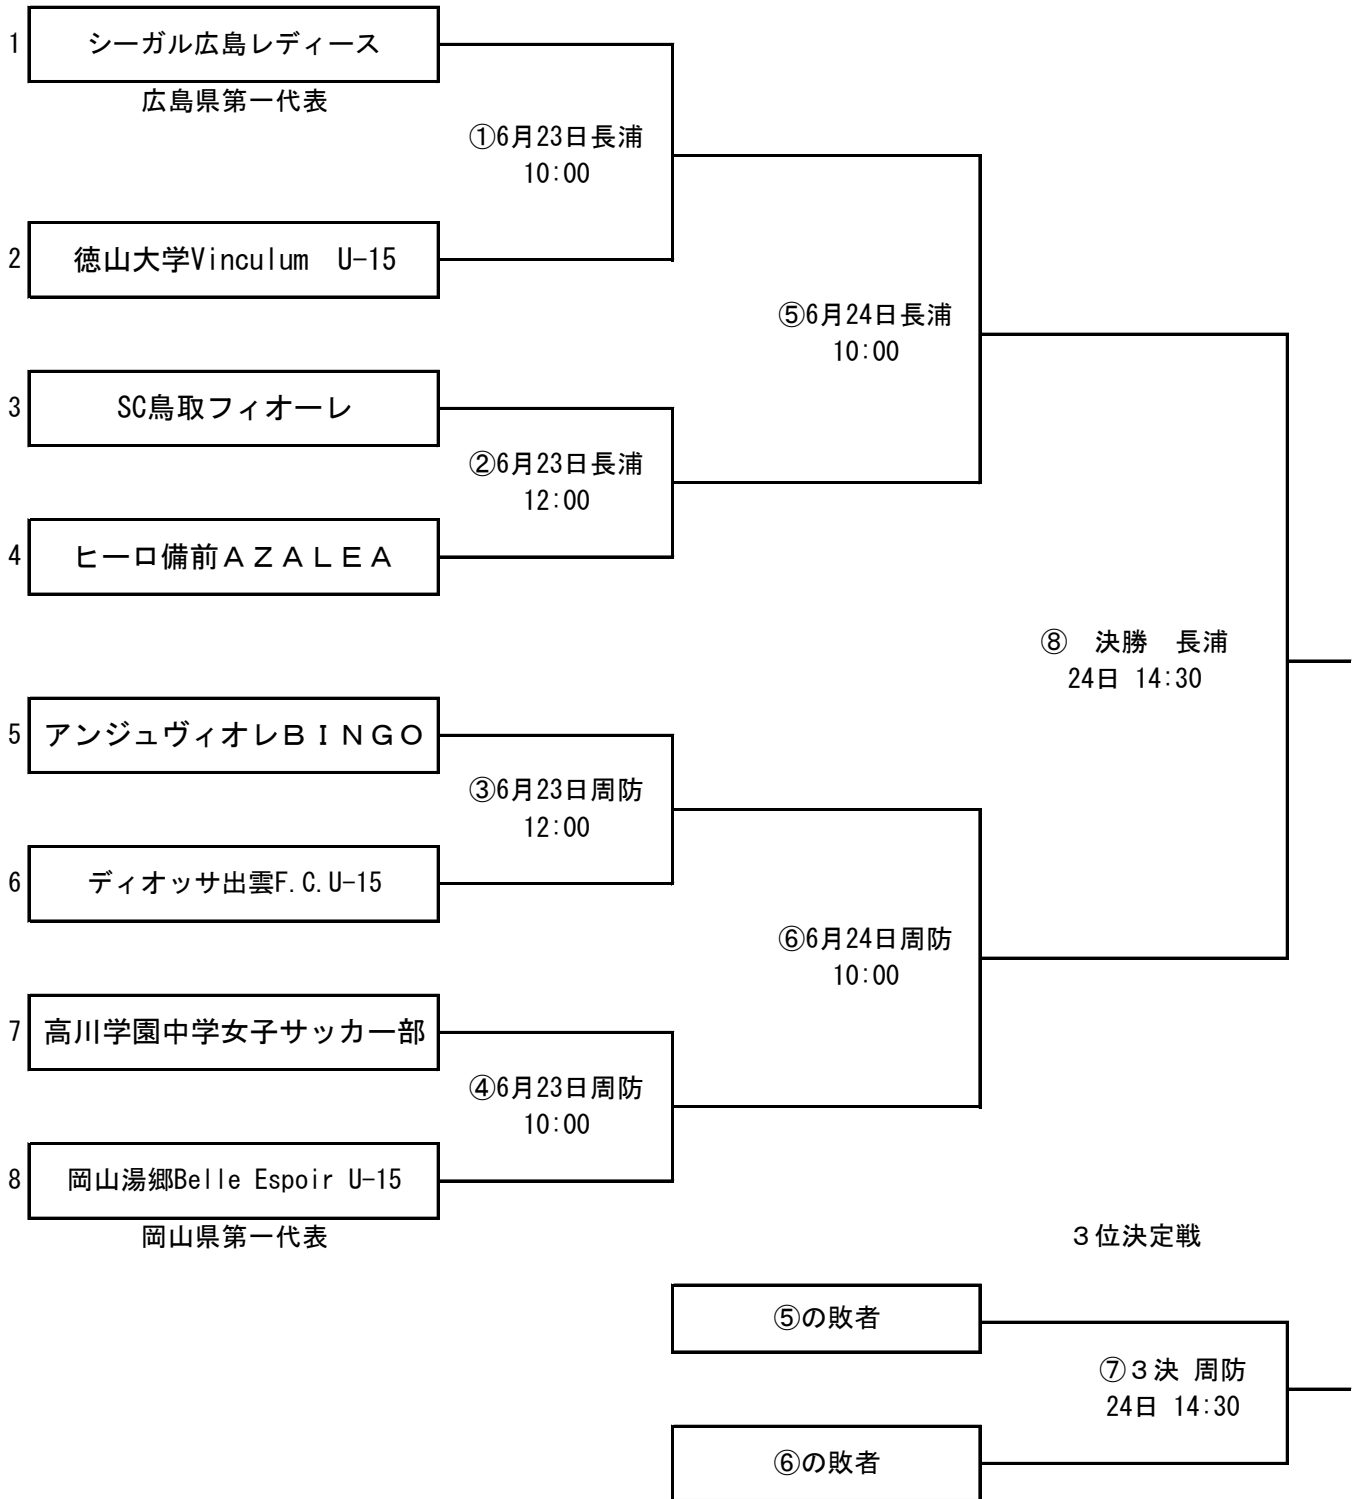 1
シーガル広島レディース
広島県第一代表
①6月23日長浦
10:00
2
徳山大学Vinculum　U-15
⑤6月24日長浦
10:00
3
SC鳥取フィオーレ
②6月23日長浦
12:00
4
ヒーロ備前ＡＺＡＬＥＡ
⑧　決勝　長浦
24日 14:30
5
アンジュヴィオレＢＩＮＧＯ
③6月23日周防
12:00
6
ディオッサ出雲F.C.U-15
⑥6月24日周防
10:00
7
高川学園中学女子サッカー部
④6月23日周防
10:00
8
岡山湯郷Belle Espoir U-15
岡山県第一代表
３位決定戦
⑤の敗者
⑦３決 周防
24日 14:30
⑥の敗者